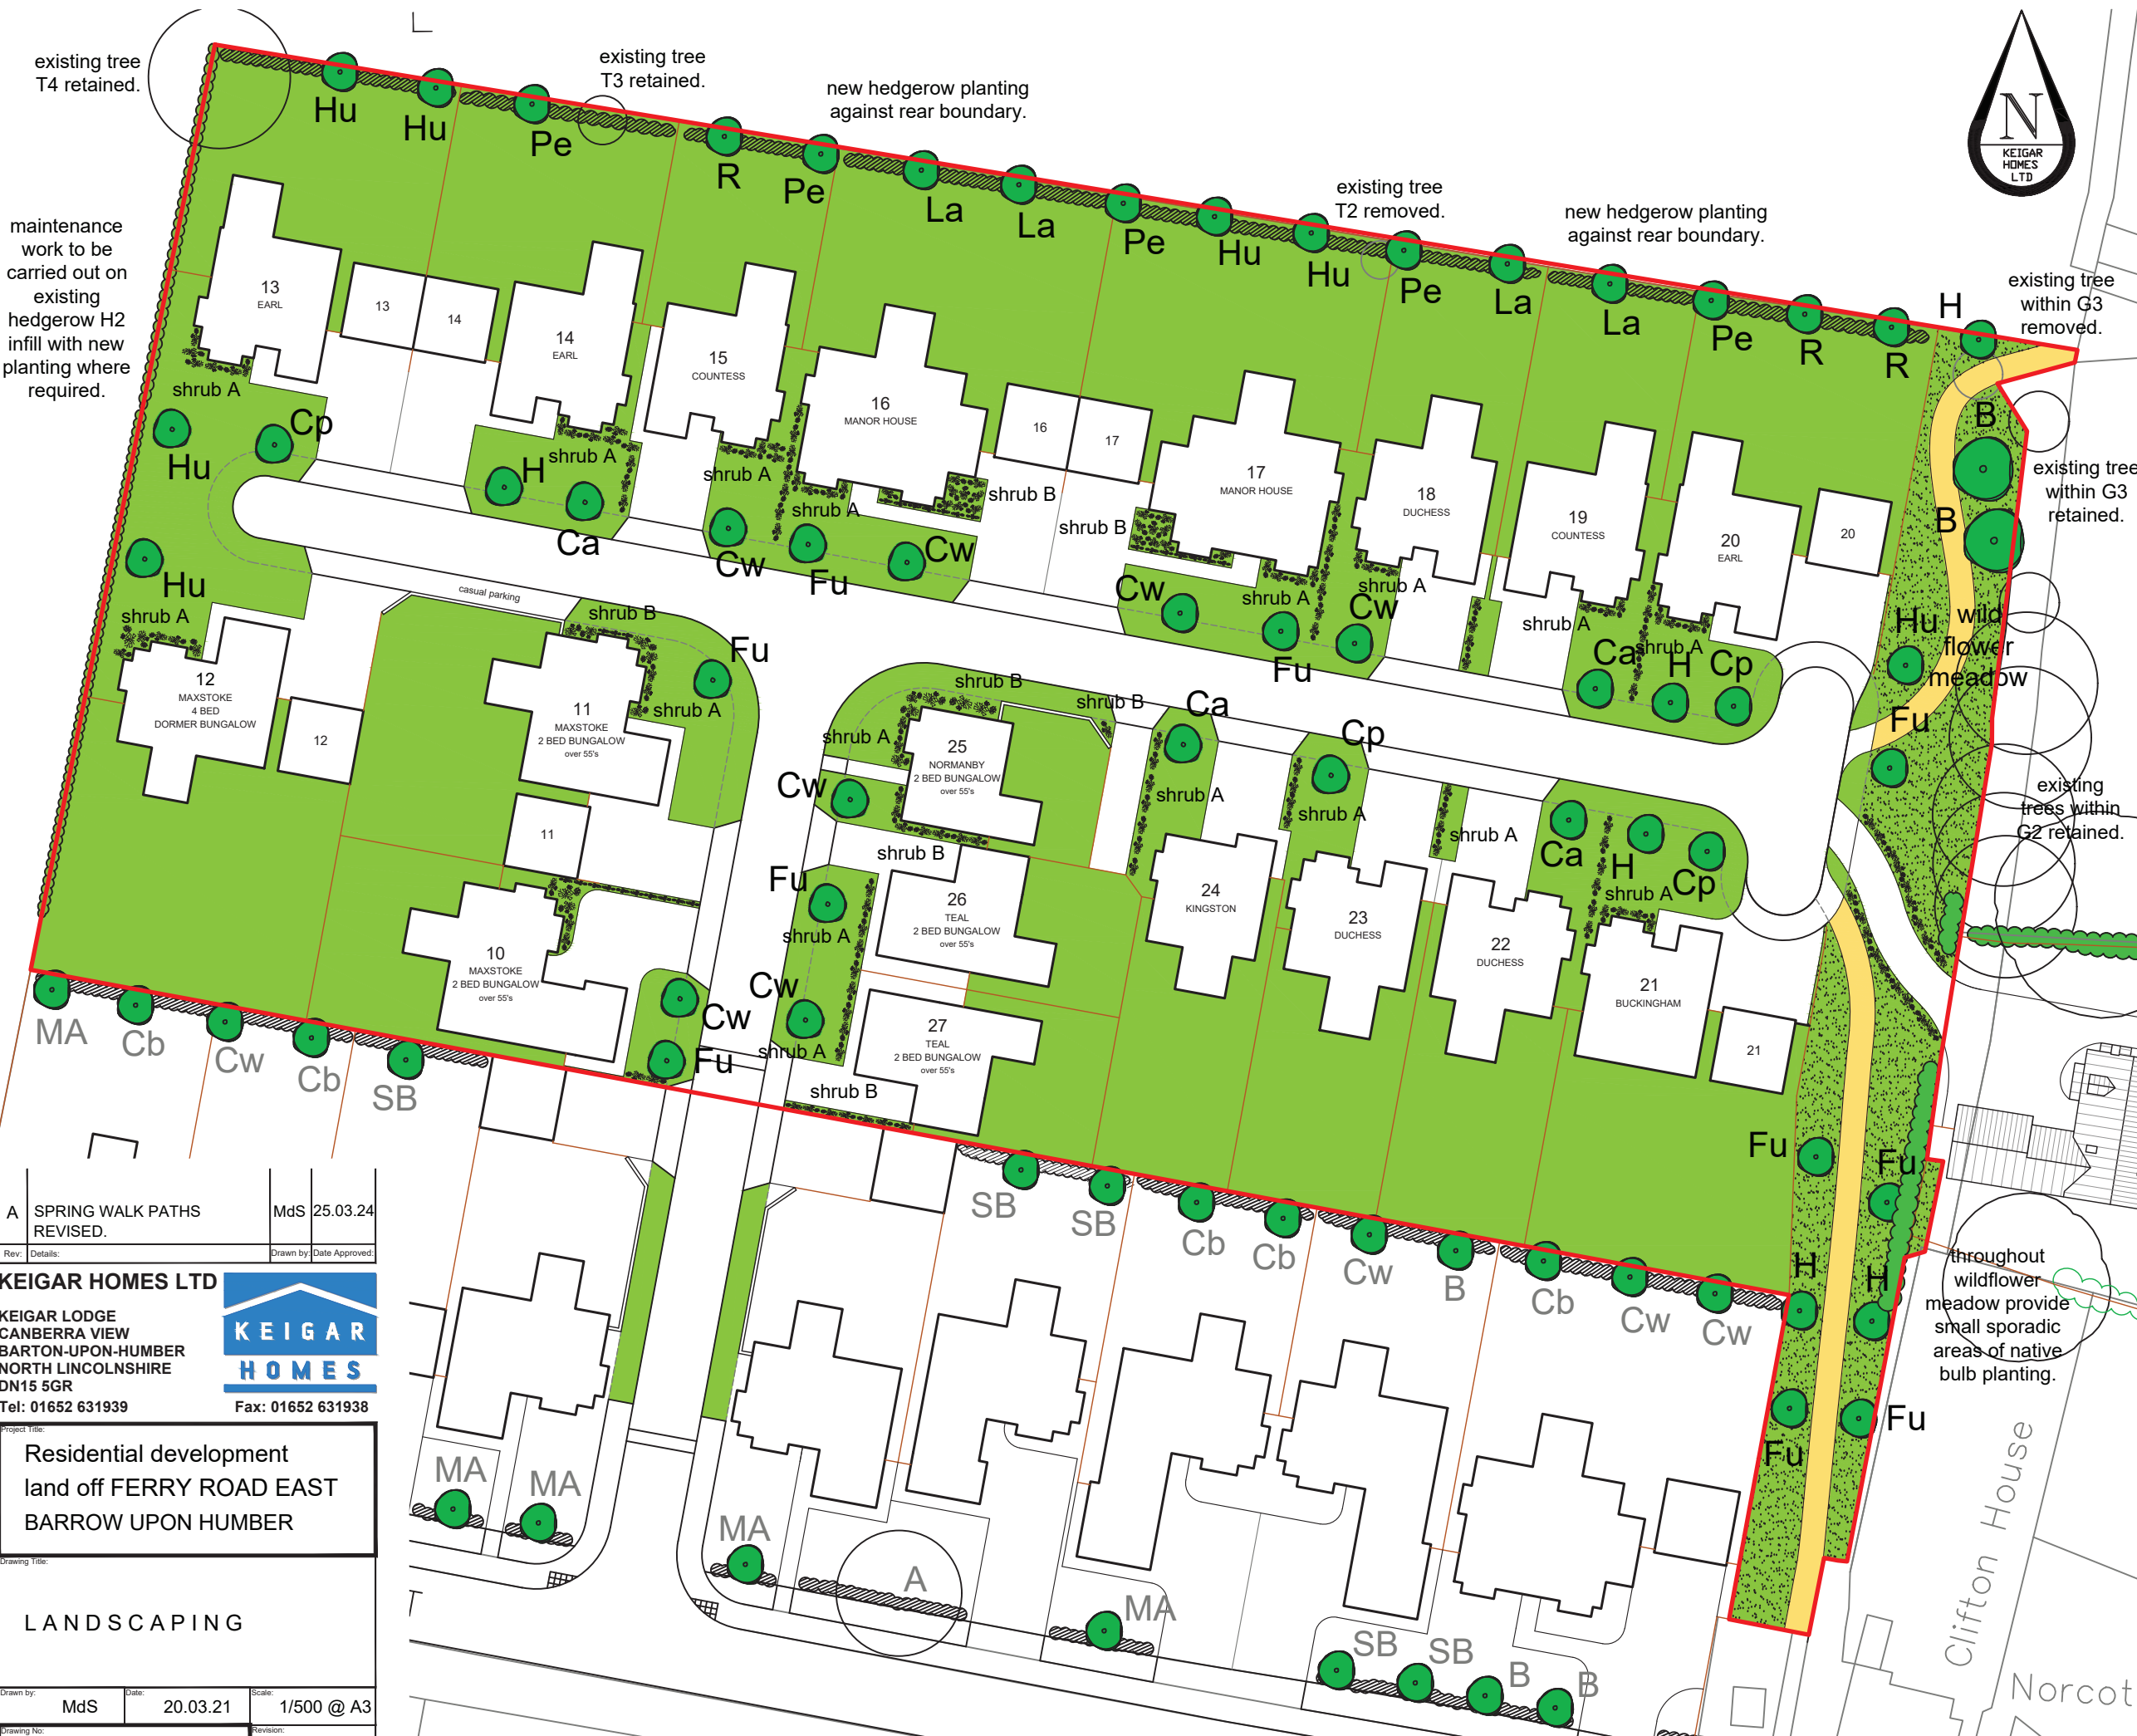 existing tree
T4 retained.
existing tree
T3 retained.
new hedgerow planting
against rear boundary.
existing tree
T2 removed.
new hedgerow planting
against rear boundary.
N
KEIGAR
HOMES
LTD
existing tree
within G3
removed.
existing tree
within G3
retained.
Hu
Hu
Pe
R
Pe
La
La
Pe
Hu
Hu
Pe
La
La
Pe
R
R
H
B
B
maintenance
work to be
carried out on
existing
hedgerow H2
infill with new
planting where
required.
13
EARL
13
14
14
EARL
15
COUNTESS
16
MANOR HOUSE
16
17
17
MANOR HOUSE
18
DUCHESS
19
COUNTESS
20
EARL
20
shrub A
Hu
Cp
H
shrub A
Ca
shrub A
Cw
shrub A
Fu
Cw
shrub B
shrub B
Cw
shrub A
Fu
shrub A
Cw
shrub A
Ca
shrub A
H
Cp
Hu
wild
flower
meadow
Fu
existing
trees within
G2 retained.
Hu
shrub A
casual parking
shrub B
Fu
shrub A
12
MAXSTOKE
4 BED
DORMER BUNGALOW
12
11
MAXSTOKE
2 BED BUNGALOW
over 55's
11
10
MAXSTOKE
2 BED BUNGALOW
over 55's
Cw
Fu
shrub B
shrub B
shrub A
25
NORMANBY
2 BED BUNGALOW
over 55's
Cw
shrub B
Fu
shrub A
26
TEAL
2 BED BUNGALOW
over 55's
Cw
shrub A
27
TEAL
2 BED BUNGALOW
over 55's
shrub B
Ca
shrub A
Cp
shrub A
shrub A
Ca
H
shrub A
Cp
24
KINGSTON
23
DUCHESS
22
DUCHESS
21
BUCKINGHAM
21
MA
Cb
Cw
Cb
SB
SB
SB
Cb
Cb
Cw
B
Cb
Cw
Cw
Fu
Fu
H
H
Fu
Fu
throughout
wildflower
meadow provide
small sporadic
areas of native
bulb planting.
Clifton House
Norcot
MA
MA
MA
A
MA
SB
SB
B
B
A
SPRING WALK PATHS
REVISED.
MdS
25.03.24
Rev:
Details:
Drawn by:
Date Approved:
KEIGAR HOMES LTD
KEIGAR LODGE
CANBERRA VIEW
BARTON-UPON-HUMBER
NORTH LINCOLNSHIRE
DN15 5GR
Tel: 01652 631939
Fax: 01652 631938
KEIGAR
HOMES
Project Title:
Residential development
land off FERRY ROAD EAST
BARROW UPON HUMBER
Drawing Title:
LANDSCAPING
Drawn by:
MdS
Date:
20.03.21
Scale:
1/500 @ A3
Drawing No:
Revision: